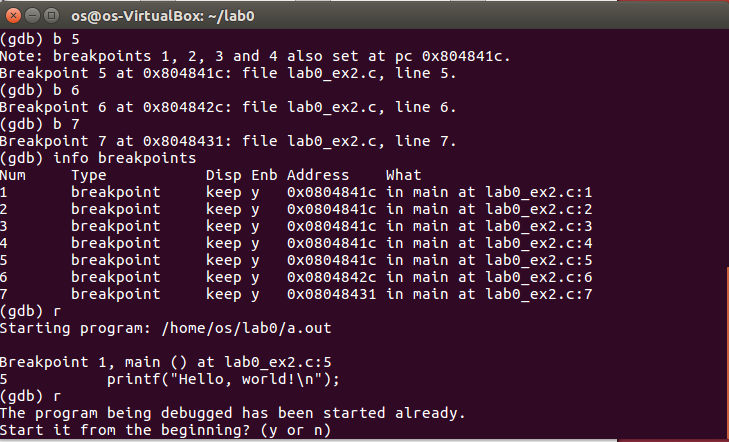 os@os-VirtualBox: ~/lab0
(gdb) b 5
Note: breakpoints 1, 2, 3 and 4 also set at pc 0x804841c.
Breakpoint 5 at 0x804841c: file lab0_ex2.c, line 5.
(gdb) b 6
Breakpoint 6 at 0x804842c: file lab0_ex2.c, line 6.
(gdb) b 7
Breakpoint 7 at 0x8048431: file lab0_ex2.c, line 7.
(gdb) info breakpoints
Num     Type           Disp Enb Address    What
1       breakpoint     keep y   0x0804841c in main at lab0_ex2.c:1
2       breakpoint     keep y   0x0804841c in main at lab0_ex2.c:2
3       breakpoint     keep y   0x0804841c in main at lab0_ex2.c:3
4       breakpoint     keep y   0x0804841c in main at lab0_ex2.c:4
5       breakpoint     keep y   0x0804841c in main at lab0_ex2.c:5
6       breakpoint     keep y   0x0804842c in main at lab0_ex2.c:6
7       breakpoint     keep y   0x08048431 in main at lab0_ex2.c:7
(gdb) r
Starting program: /home/os/lab0/a.out
Breakpoint 1, main () at lab0_ex2.c:5
5           printf("Hello, world!\n");
(gdb) r
The program being debugged has been started already.
Start it from the beginning? (y or n)